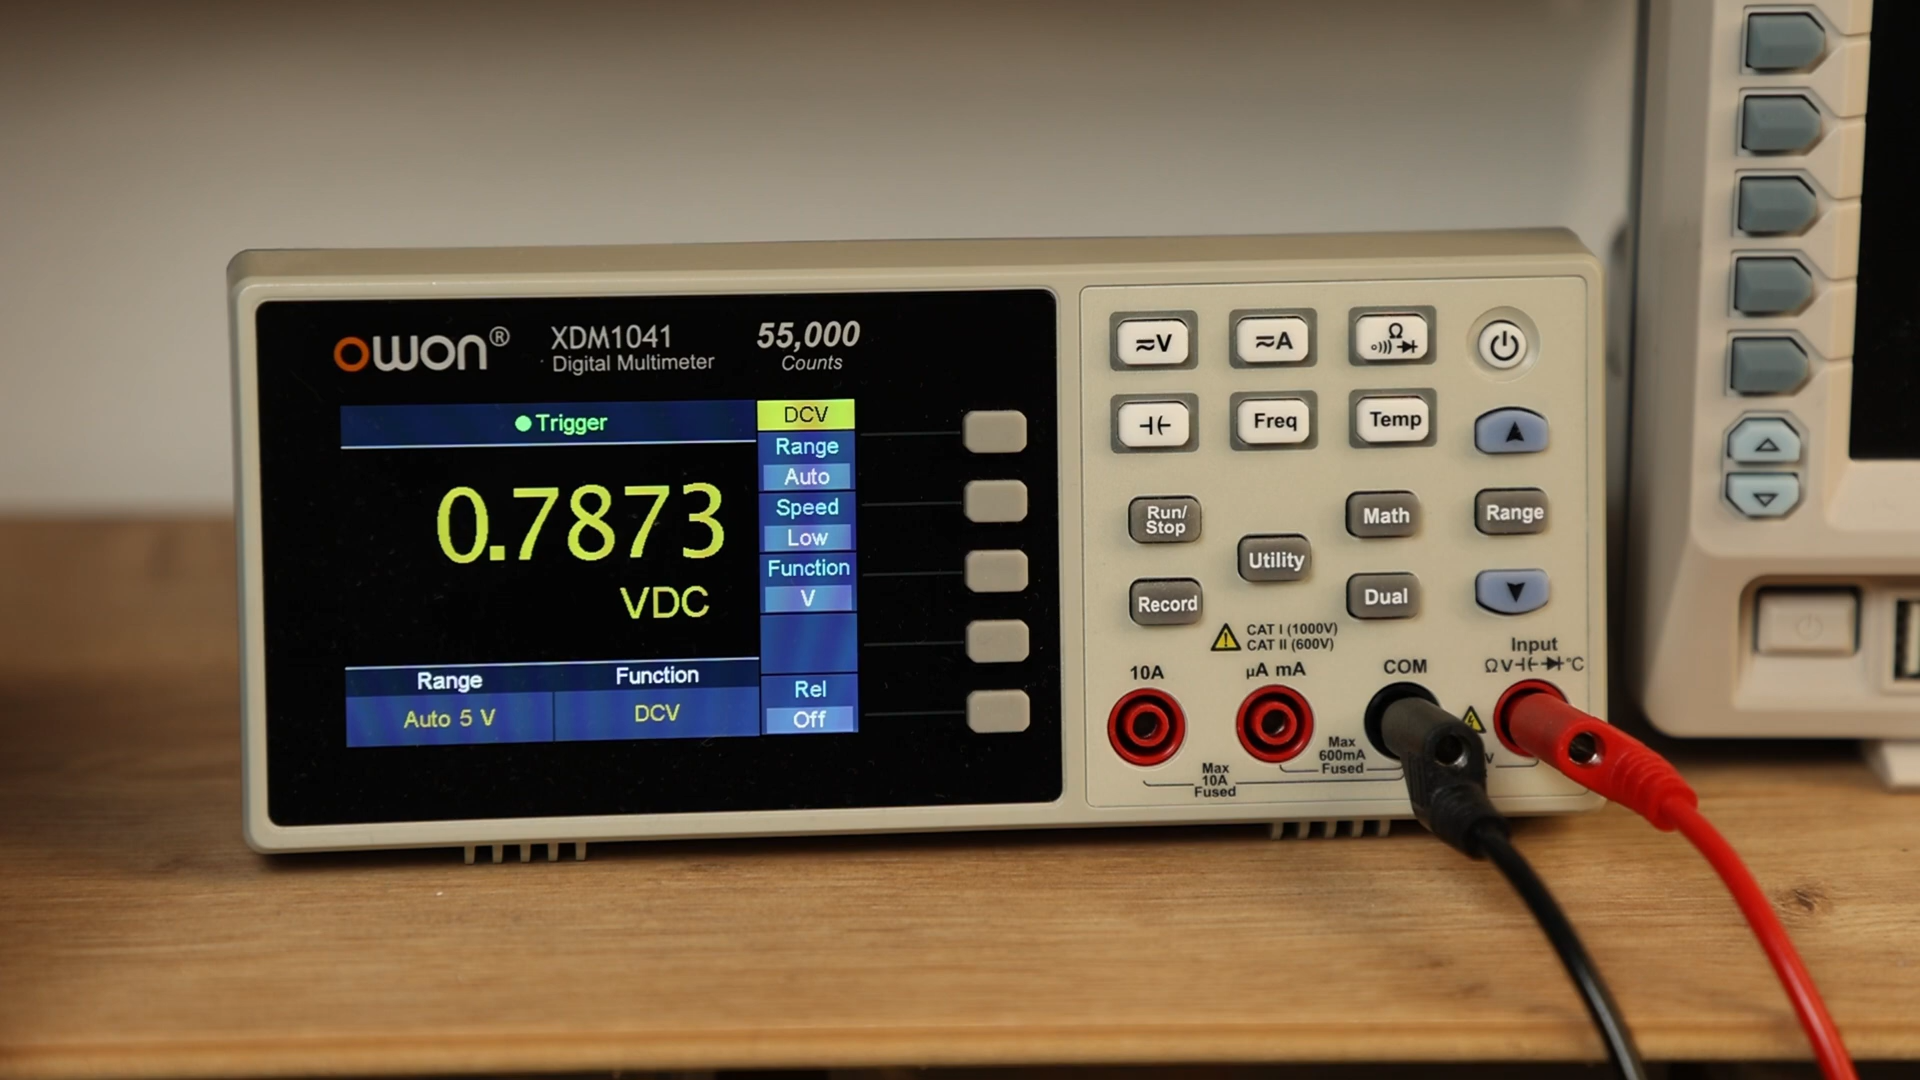 owon®
XDM1041
Digital Multimeter
55,000
Counts
Trigger
0.7873
VDC
Range
Auto 5 V
Function
DCV
DCV
Range
Auto
Speed
Low
Function
V
Rel
Off
≂V
≂A
Ω
Freq
Temp
Run/
Stop
Math
Range
Utility
Record
Dual
CAT I (1000V)
CAT II (600V)
Input
10A
µA mA
COM
ΩV °C
Max
10A
Fused
Max
600mA
Fused
V